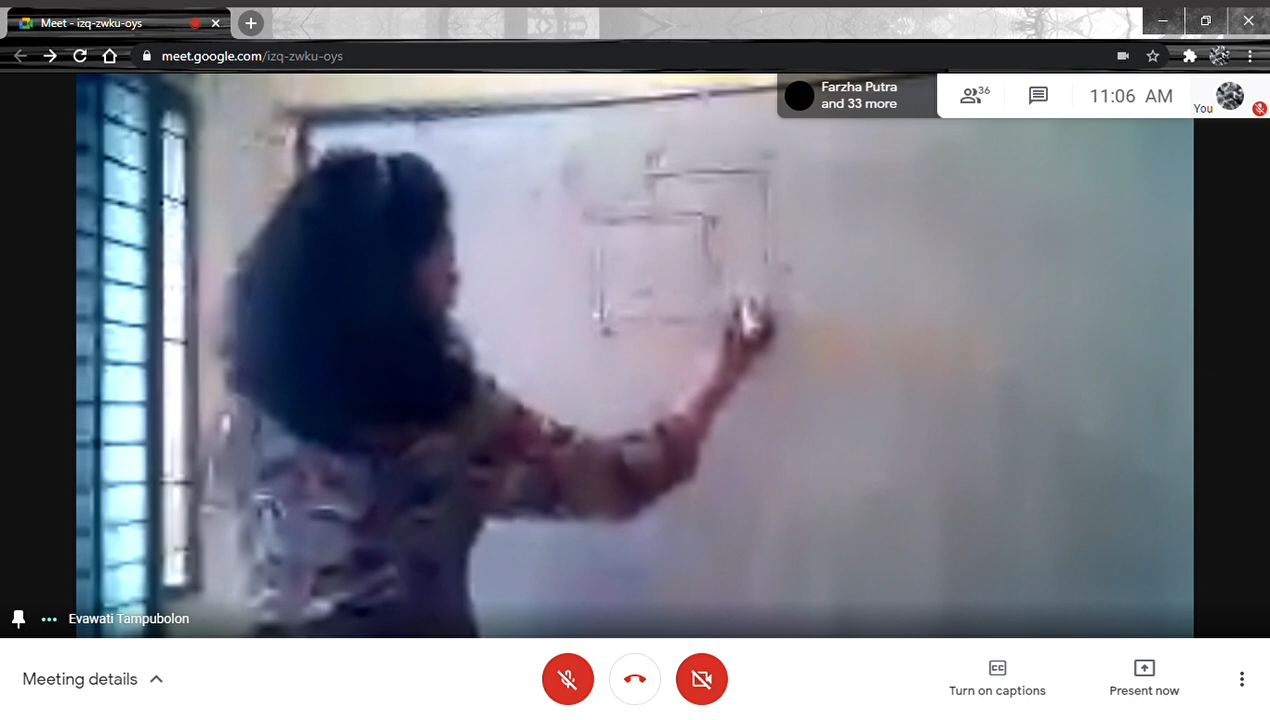 Meet - izq-zwku-oys
meet.google.com/izq-zwku-oys
Farzha Putra
and 33 more
36
11:06 AM
You
Evawati Tampubolon
Meeting details
CC
Turn on captions
Present now